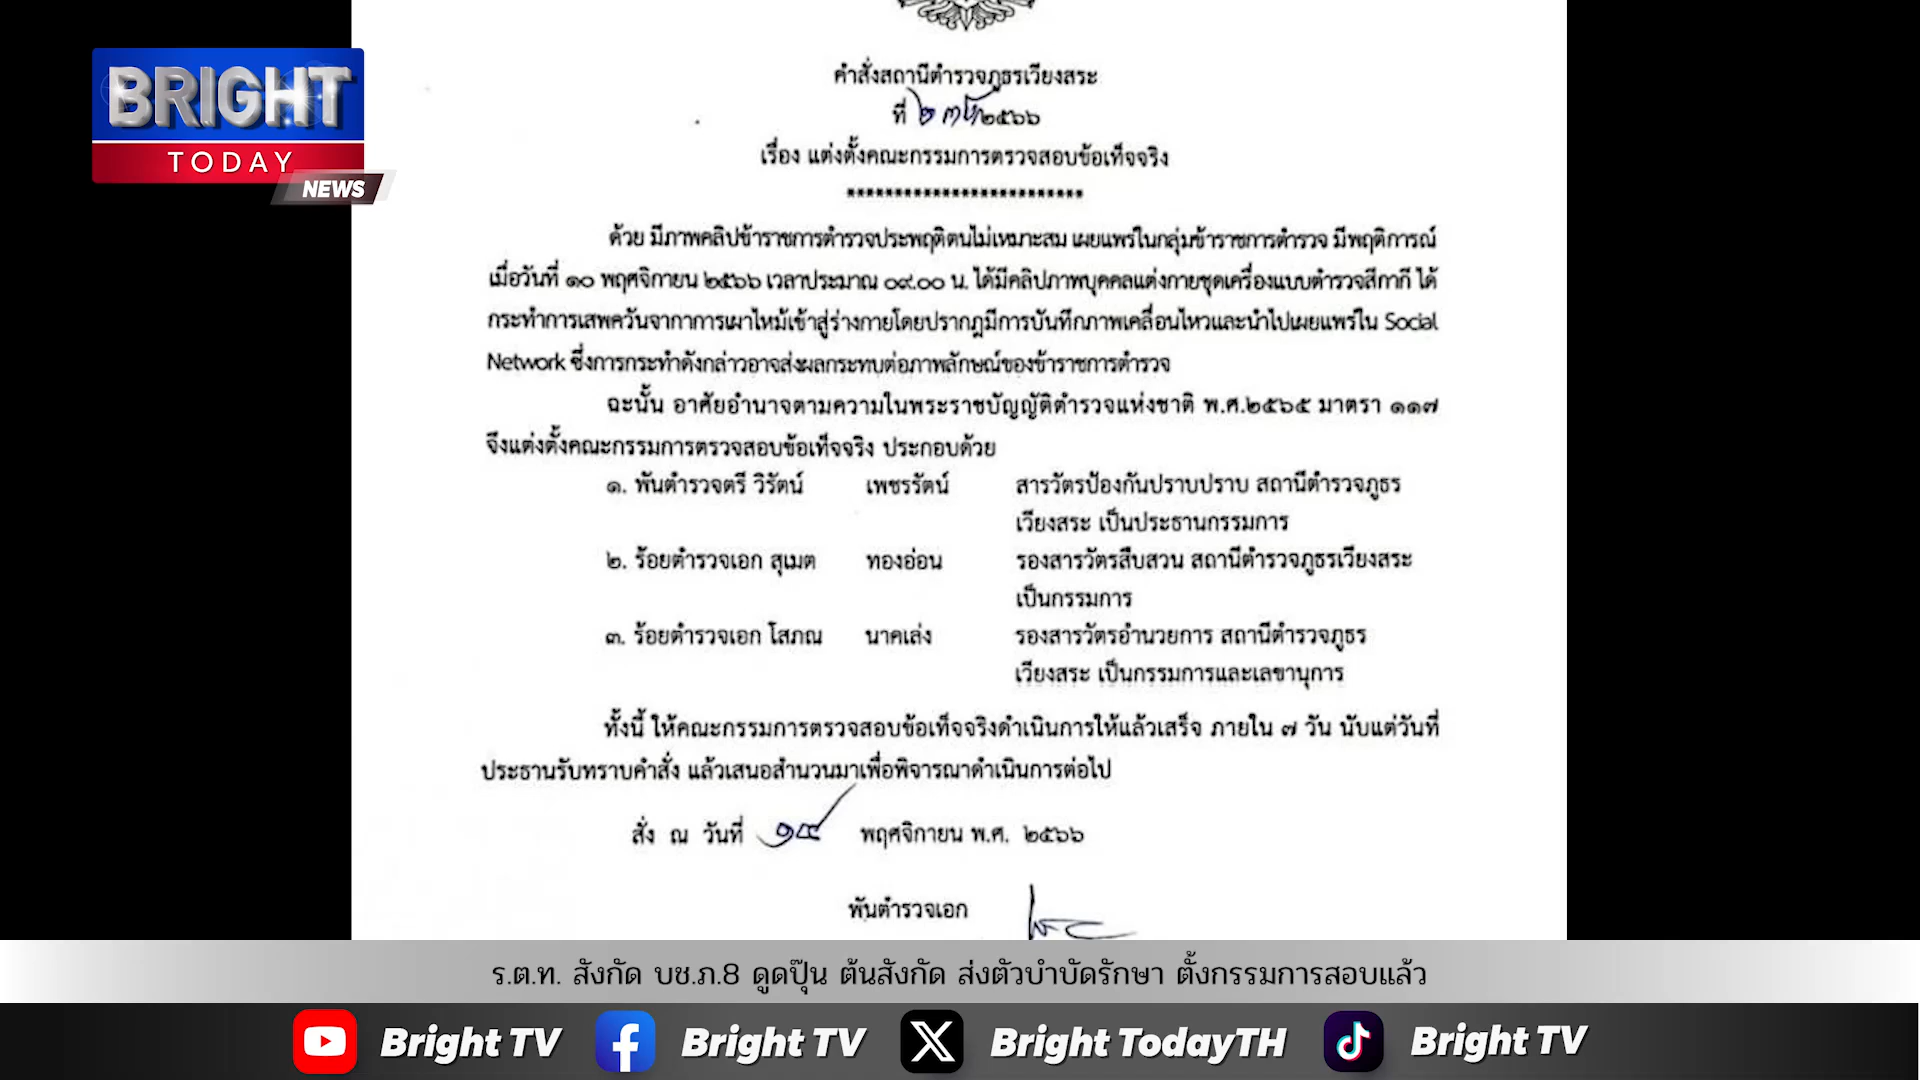 BRIGHT
TODAY
NEWS
คำสั่งสถานีตำรวจภูธรเวียงสระ
ที่ /๒๕๖๖
เรื่อง แต่งตั้งคณะกรรมการตรวจสอบข้อเท็จจริง
*************************
ด้วย มีภาพคลิปข้าราชการตำรวจประพฤติตนไม่เหมาะสม เผยแพร่ในกลุ่มข้าราชการตำรวจ มีพฤติการณ์
เมื่อวันที่ ๑๐ พฤศจิกายน ๒๕๖๖ เวลาประมาณ ๐๙.๐๐ น. ได้มีคลิปภาพบุคคลแต่งกายชุดเครื่องแบบตำรวจสีกากี ได้
กระทำการเสพควันจากาการเผาไหม้เข้าสู่ร่างกายโดยปรากฎมีการบันทึกภาพเคลื่อนไหวและนำไปเผยแพร่ใน Social
Network ซึ่งการกระทำดังกล่าวอาจส่งผลกระทบต่อภาพลักษณ์ของข้าราชการตำรวจ
ฉะนั้น อาศัยอำนาจตามความในพระราชบัญญัติตำรวจแห่งชาติ พ.ศ.๒๕๖๕ มาตรา ๑๑๗
จึงแต่งตั้งคณะกรรมการตรวจสอบข้อเท็จจริง ประกอบด้วย
๑. พันตำรวจตรี วิรัตน์ เพชรรัตน์ สารวัตรป้องกันปราบปราบ สถานีตำรวจภูธร
เวียงสระ เป็นประธานกรรมการ
๒. ร้อยตำรวจเอก สุเมต ทองอ่อน รองสารวัตรสืบสวน สถานีตำรวจภูธรเวียงสระ
เป็นกรรมการ
๓. ร้อยตำรวจเอก โสภณ นาคเล่ง รองสารวัตรอำนวยการ สถานีตำรวจภูธร
เวียงสระ เป็นกรรมการและเลขานุการ
ทั้งนี้ ให้คณะกรรมการตรวจสอบข้อเท็จจริงดำเนินการให้แล้วเสร็จ ภายใน ๗ วัน นับแต่วันที่
ประธานรับทราบคำสั่ง แล้วเสนอสำนวนมาเพื่อพิจารณาดำเนินการต่อไป
สั่ง ณ วันที่ พฤศจิกายน พ.ศ. ๒๕๖๖
พันตำรวจเอก
ร.ต.ท. สังกัด บช.ภ.8 ดูดปุ๊น ต้นสังกัด ส่งตัวบำบัดรักษา ตั้งกรรมการสอบแล้ว
Bright TV Bright TV Bright TodayTH Bright TV